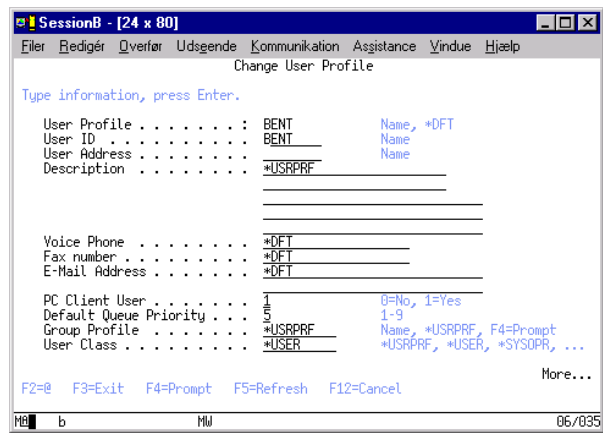 SessionB - [24 x 80]
Filer Redigér Overfør Udseende Kommunikation Assistance Vindue Hjælp
Change User Profile
Type information, press Enter.
User Profile . . . . . . . : BENT Name, *DFT
User ID . . . . . . . . . . BENT Name
User Address . . . . . . . Name
Description . . . . . . . . *USRPRF
Voice Phone . . . . . . . . *DFT
Fax number . . . . . . . . . *DFT
E-Mail Address . . . . . . . *DFT
PC Client User . . . . . . . 1 0=No, 1=Yes
Default Queue Priority . . . 5 1-9
Group Profile . . . . . . . *USRPRF Name, *USRPRF, F4=Prompt
User Class . . . . . . . . . *USER *USRPRF, *USER, *SYSOPR, ...
More...
F2=@ F3=Exit F4=Prompt F5=Refresh F12=Cancel
MA b MW 06/035